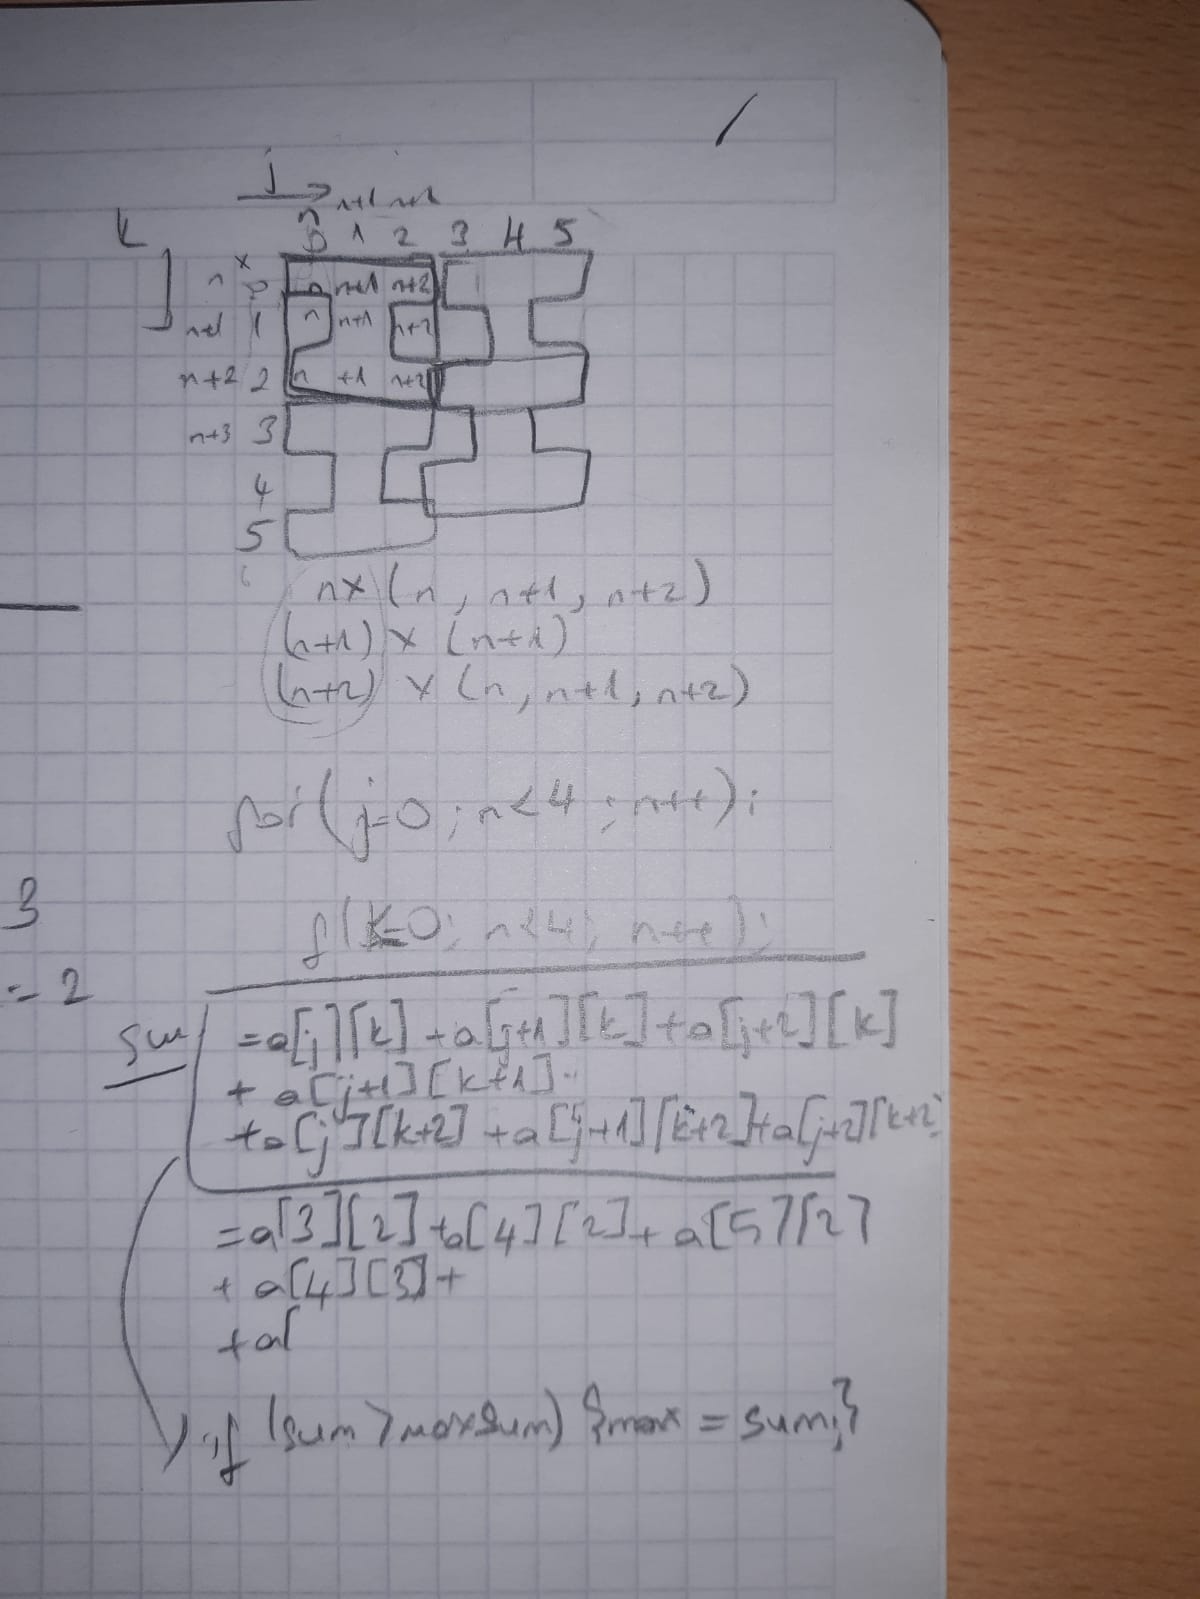 j
n+1 n+2
k
n
0 1 2 3 4 5
n 0 n+1 n+2
n+1 1 n n+1 n+2
n+2 2 n +1 n+2
n+3 3
4
5
nx (n, n+1, n+2)
(n+1) x (n+1)
(n+2) x (n, n+1, n+2)
for(j=0; n<4; n++);
3
f(k=0; n<4; n++);
= 2
sum =a[j][k]+a[j+1][k]+a[j+2][k]
+ a[j+1][k+1]..
+a[j][k+2]+a[j+1][k+2]+a[j+2][k+2]
=a[3][2]+a[4][2]+a[5][2]
+ a[4][3]+
+a[
if (sum>maxSum) {max = sum;}